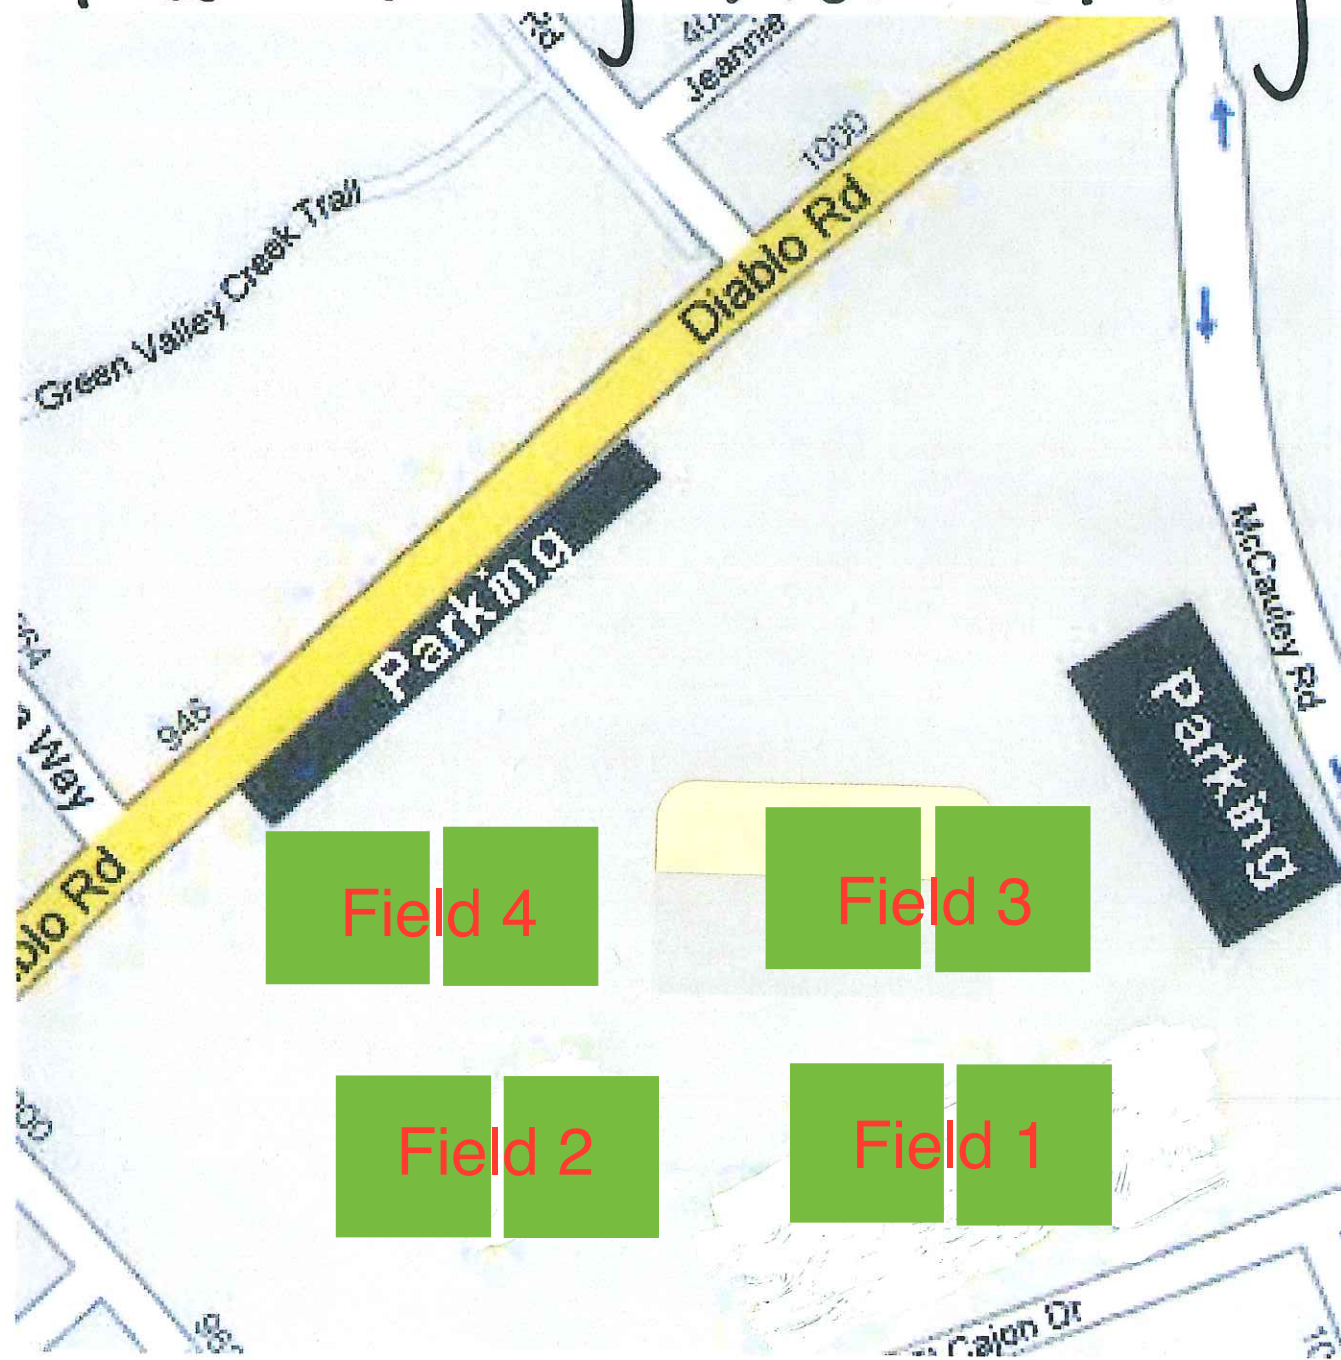 Jeannie
1000
Diablo Rd
Green Valley Creek Trail
McCauley Rd
Parking
Parking
946
Way
Rd
Field 4
Field 3
Field 2
Field 1
Cajon Dr